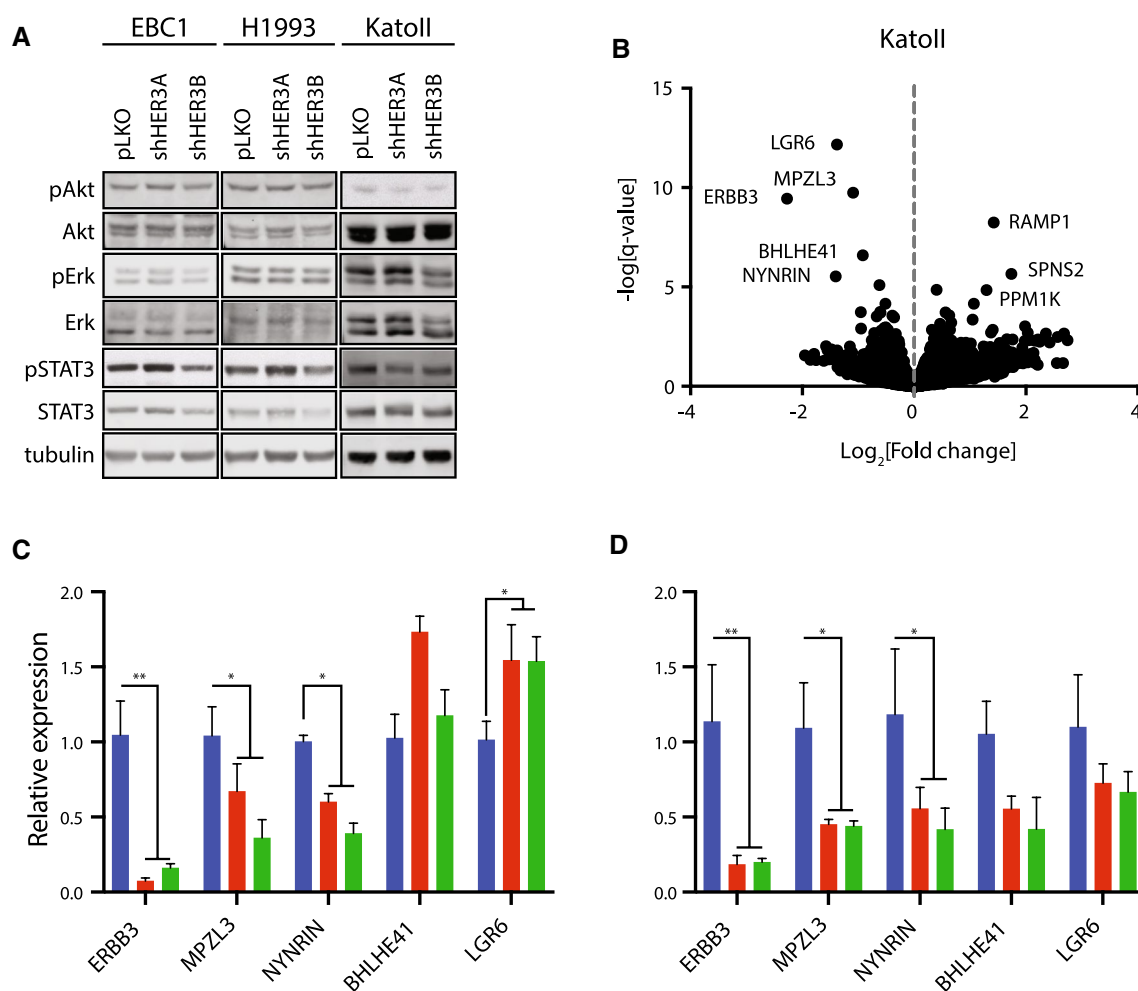 A
EBC1 H1993 KatoII
pLKO shHER3A shHER3B pLKO shHER3A shHER3B pLKO shHER3A shHER3B
pAkt
Akt
pErk
Erk
pSTAT3
STAT3
tubulin
B
KatoII
15
10
5
0
-log[q-value]
LGR6
MPZL3
ERBB3
RAMP1
BHLHE41
SPNS2
NYNRIN
PPM1K
-4 -2 0 2 4
Log2[Fold change]
C
Relative expression
2.0
1.5
1.0
0.5
0.0
** * * *
ERBB3 MPZL3 NYNRIN BHLHE41 LGR6
D
2.0
1.5
1.0
0.5
0.0
** * *
ERBB3 MPZL3 NYNRIN BHLHE41 LGR6